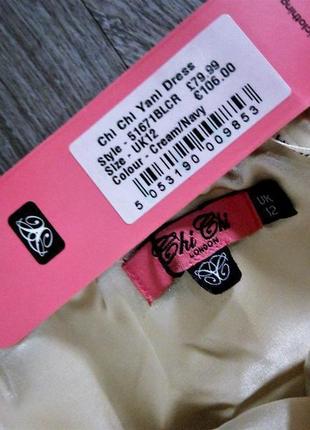 clothing
Chi Chi Yani Dress
Style - 51671BLCR £79.99
Size - UK12 €106.00
Colour - Cream/Navy
5 053190 009853
Chi Chi
LONDON
UK
12